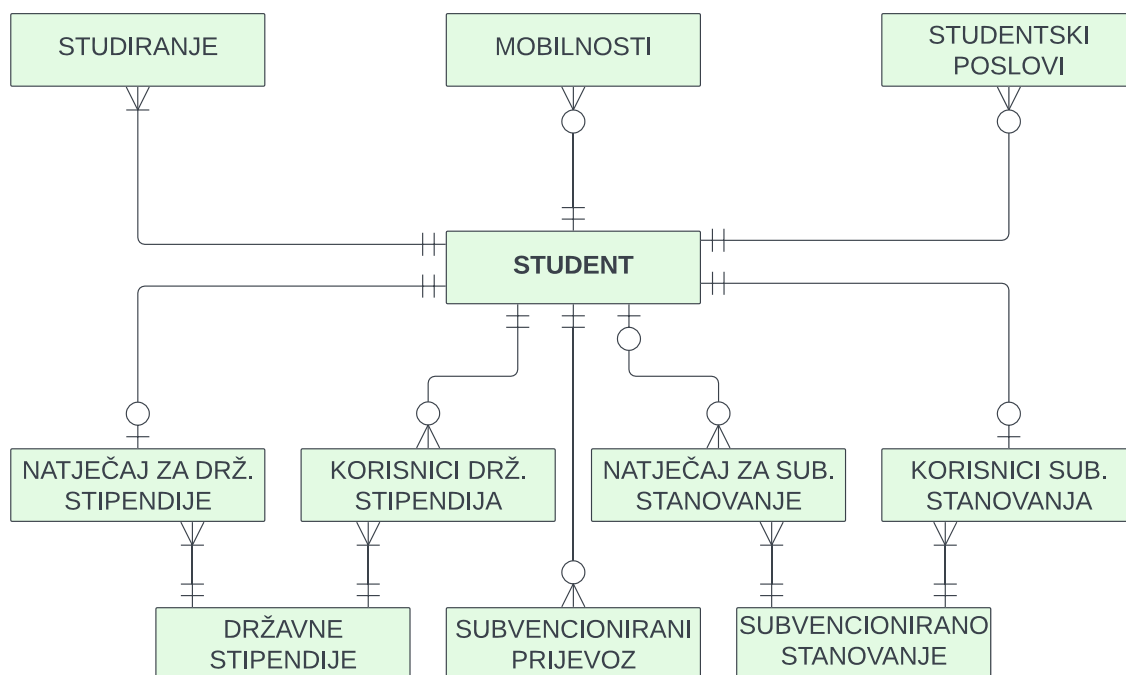 STUDIRANJE
MOBILNOSTI
STUDENTSKI
POSLOVI
STUDENT
NATJEČAJ ZA DRŽ.
STIPENDIJE
KORISNICI DRŽ.
STIPENDIJA
NATJEČAJ ZA SUB.
STANOVANJE
KORISNICI SUB.
STANOVANJA
DRŽAVNE
STIPENDIJE
SUBVENCIONIRANI
PRIJEVOZ
SUBVENCIONIRANO
STANOVANJE